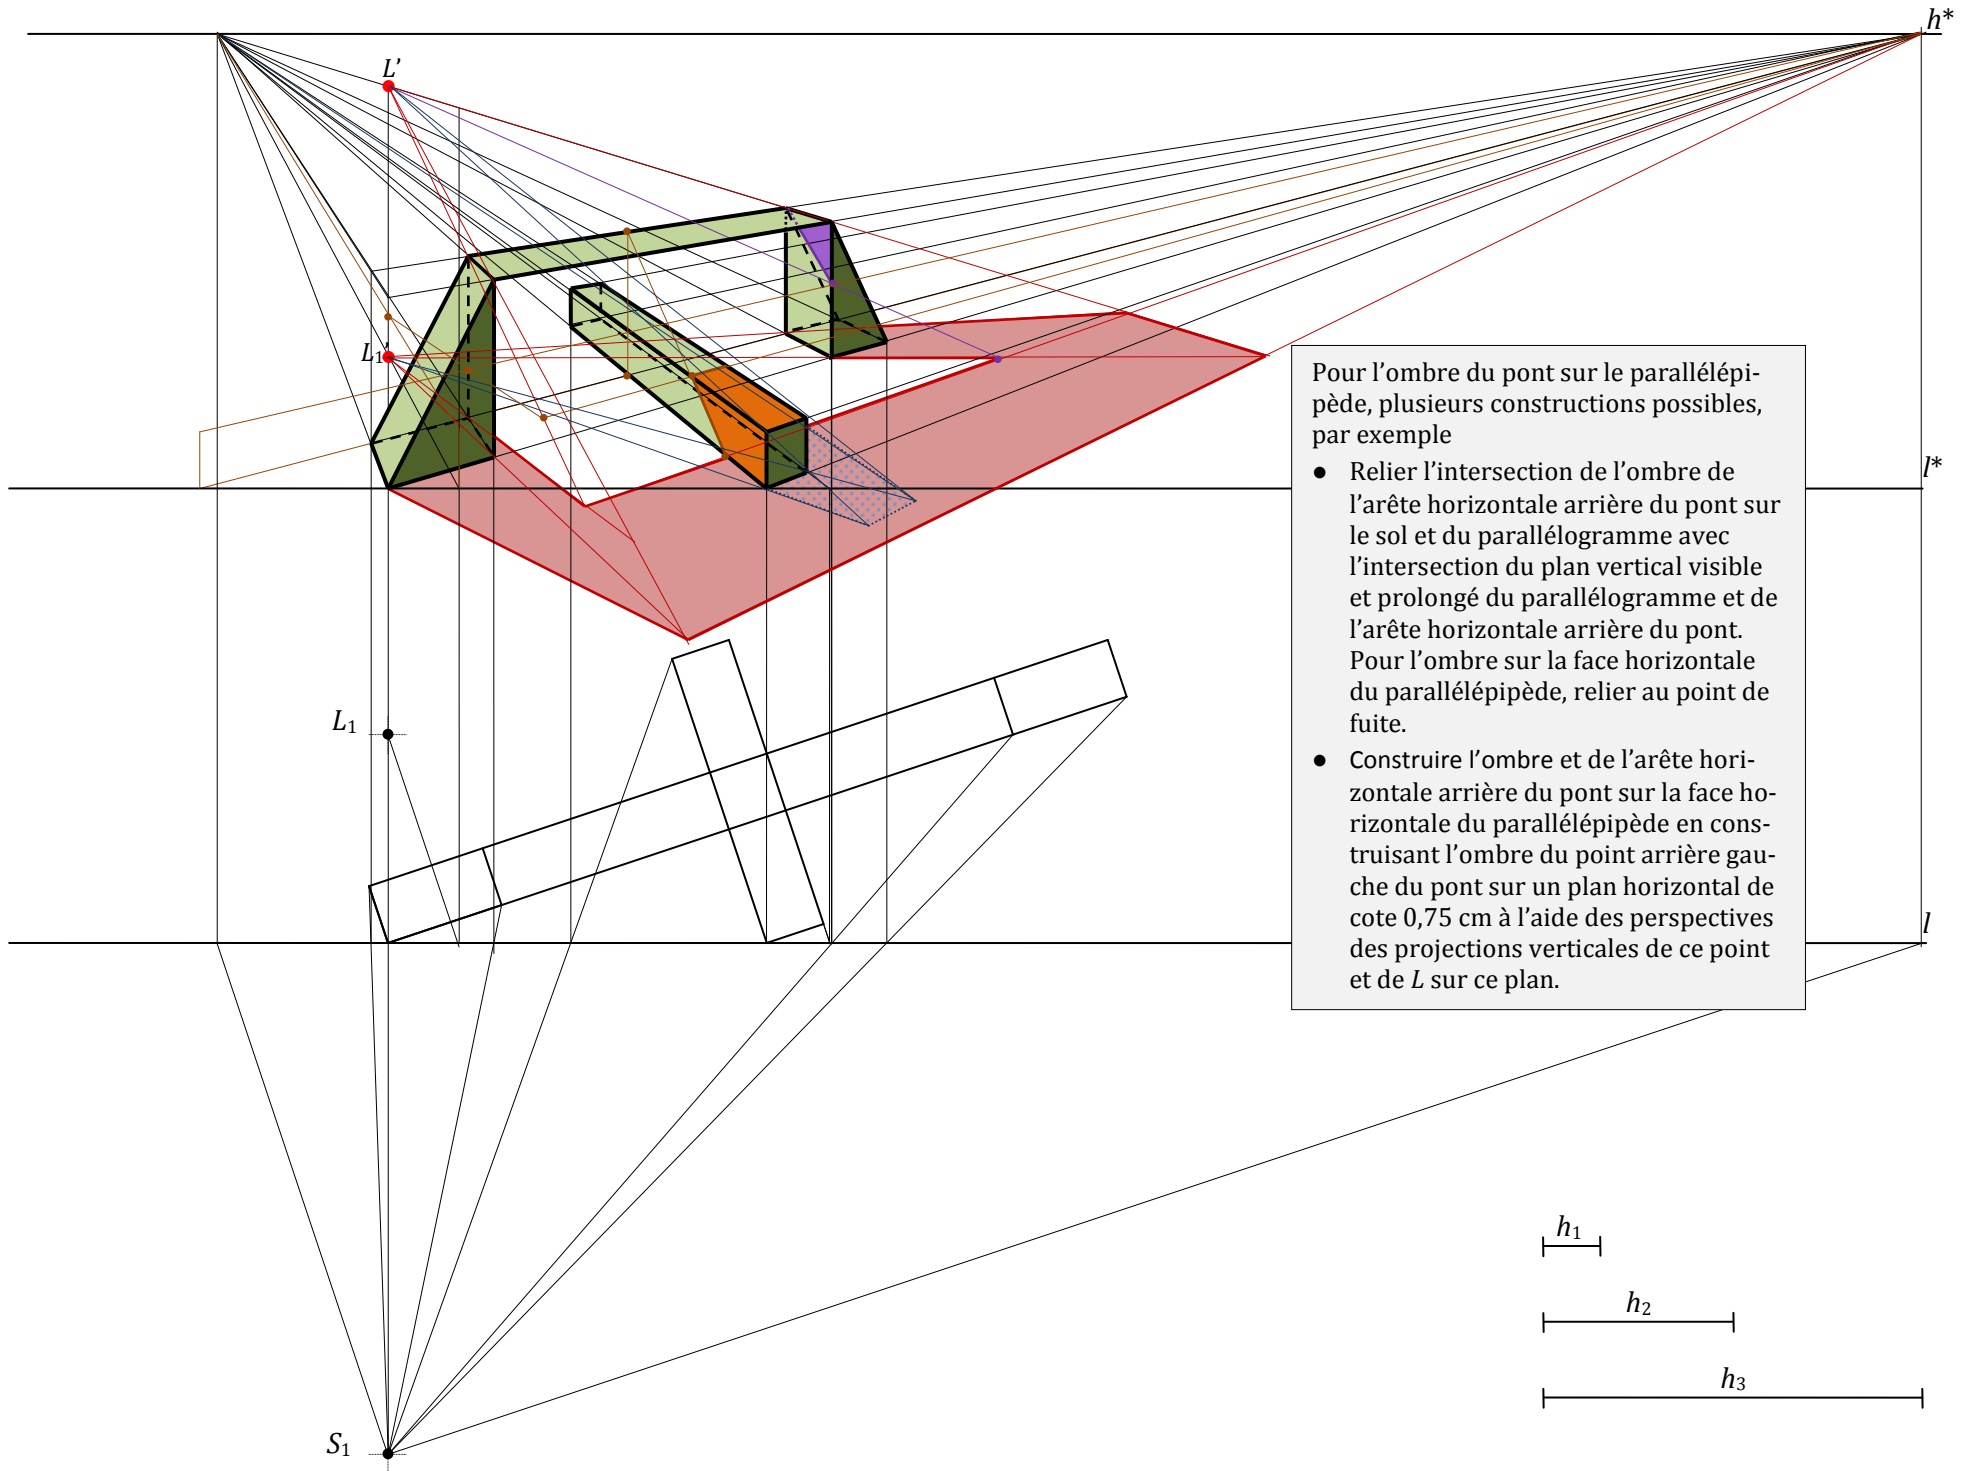 h*
L'
L₁'
Pour l’ombre du pont sur le parallélépi-
pède, plusieurs constructions possibles,
par exemple
● Relier l’intersection de l’ombre de
l’arête horizontale arrière du pont sur
le sol et du parallélogramme avec
l’intersection du plan vertical visible
et prolongé du parallélogramme et de
l’arête horizontale arrière du pont.
Pour l’ombre sur la face horizontale
du parallélépipède, relier au point de
fuite.
● Construire l’ombre et de l’arête hori-
zontale arrière du pont sur la face ho-
rizontale du parallélépipède en cons-
truisant l’ombre du point arrière gau-
che du pont sur un plan horizontal de
cote 0,75 cm à l’aide des perspectives
des projections verticales de ce point
et de L sur ce plan.
l*
L₁
l
h₁
h₂
h₃
S₁